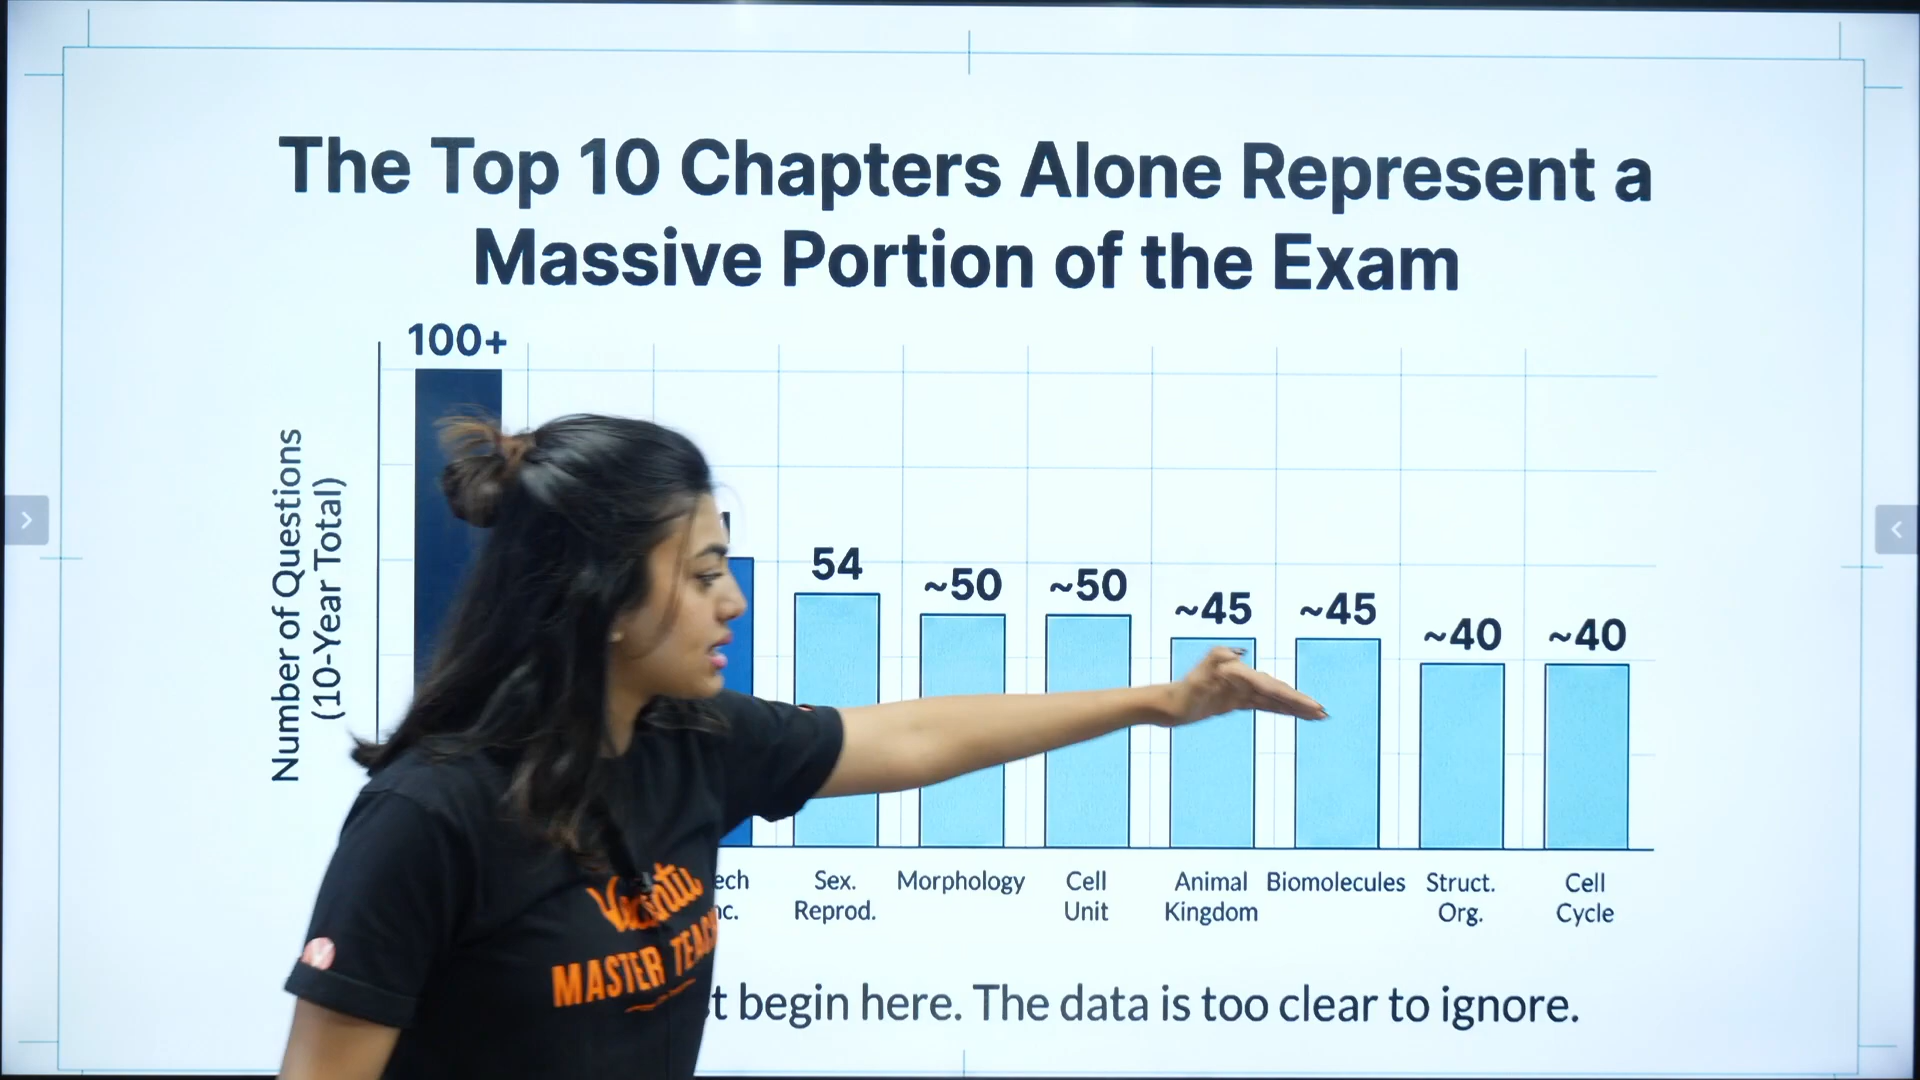 The Top 10 Chapters Alone Represent a
Massive Portion of the Exam
100+
54
~50
~50
~45
~45
~40
~40
Number of Questions
(10-Year Total)
Sex.
Reprod.
Morphology
Cell
Unit
Animal
Kingdom
Biomolecules
Struct.
Org.
Cell
Cycle
begin here. The data is too clear to ignore.
Vedantu
MASTER